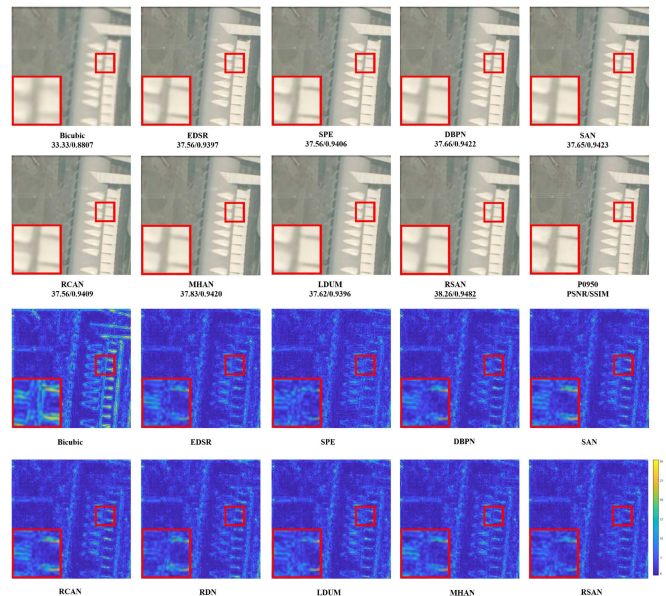 Bicubic EDSR SPE DBPN SAN
33.33/0.8807 37.56/0.9397 37.56/0.9406 37.66/0.9422 37.65/0.9423
RCAN MHAN LDUM RSAN P0950
37.56/0.9409 37.83/0.9420 37.62/0.9396 38.26/0.9482 PSNR/SSIM
Bicubic EDSR SPE DBPN SAN
RCAN RDN LDUM MHAN RSAN